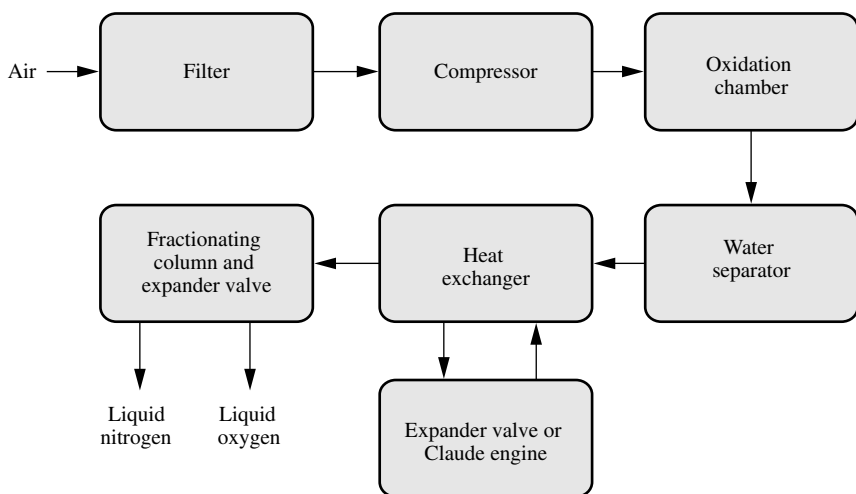 Air
Filter
Compressor
Oxidation
chamber
Fractionating
column and
expander valve
Heat
exchanger
Water
separator
Liquid
nitrogen
Liquid
oxygen
Expander valve or
Claude engine